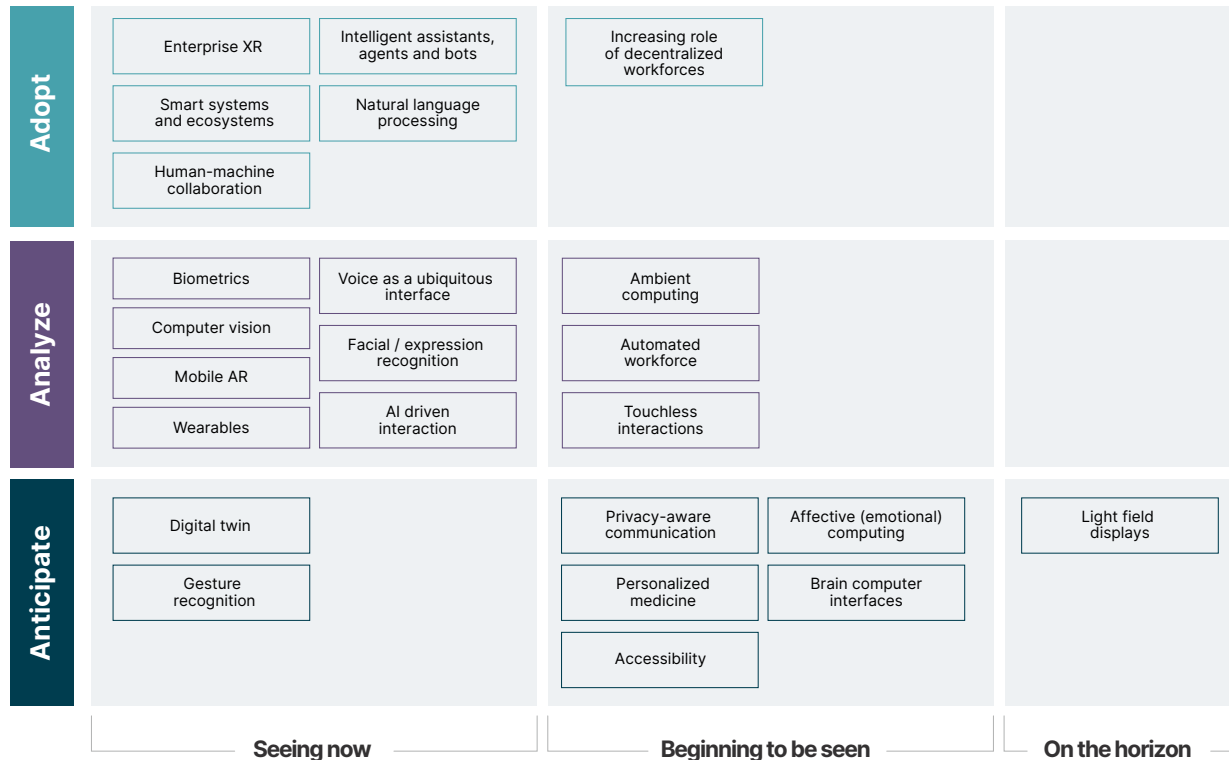 Adopt
Enterprise XR
Intelligent assistants,
agents and bots
Smart systems
and ecosystems
Natural language
processing
Human-machine
collaboration
Increasing role
of decentralized
workforces
Analyze
Biometrics
Computer vision
Mobile AR
Wearables
Voice as a ubiquitous
interface
Facial / expression
recognition
AI driven
interaction
Ambient
computing
Automated
workforce
Touchless
interactions
Anticipate
Digital twin
Gesture
recognition
Privacy-aware
communication
Affective (emotional)
computing
Personalized
medicine
Brain computer
interfaces
Accessibility
Light field
displays
Seeing now
Beginning to be seen
On the horizon